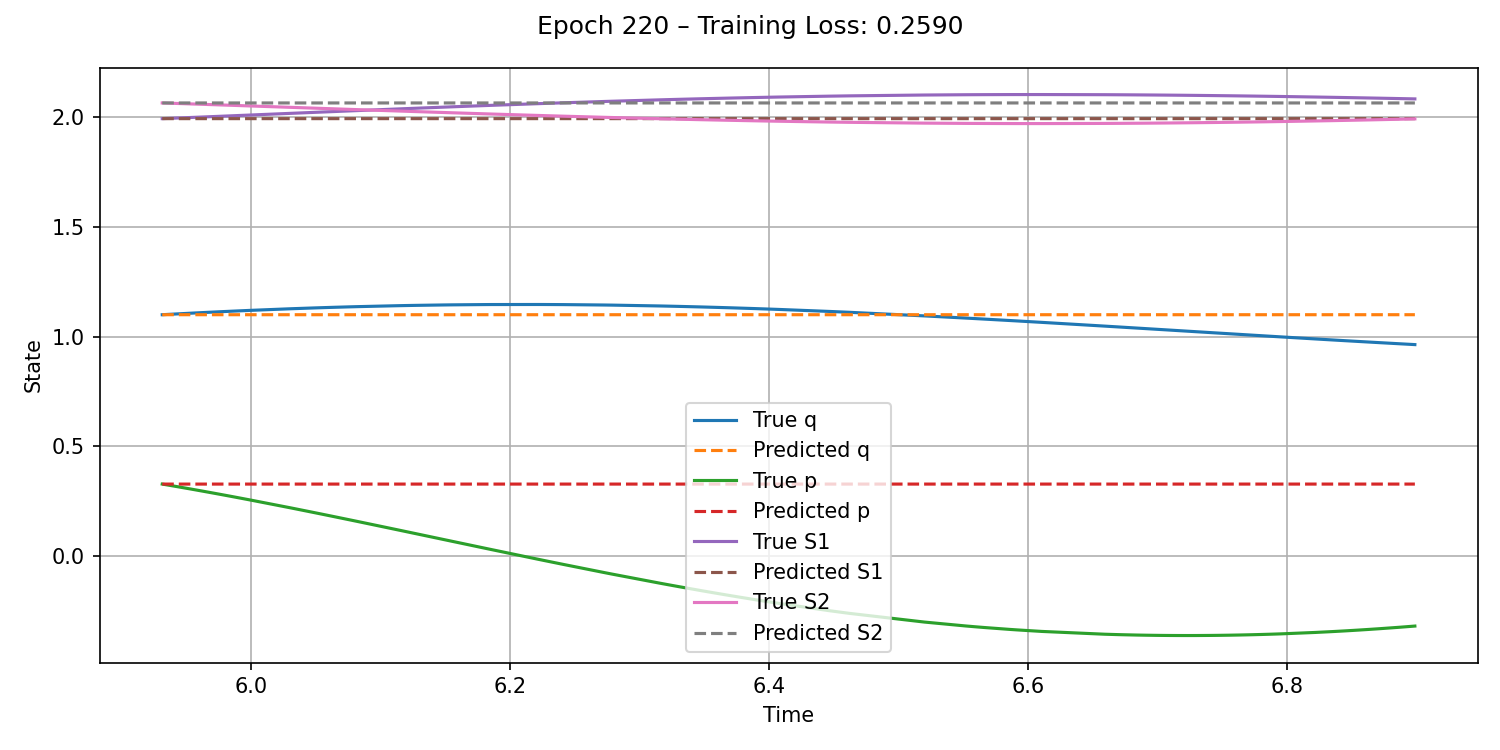 Epoch 220 – Training Loss: 0.2590
State
2.0
1.5
1.0
0.5
0.0
True q
Predicted q
True p
Predicted p
True S1
Predicted S1
True S2
Predicted S2
6.0 6.2 6.4 6.6 6.8
Time